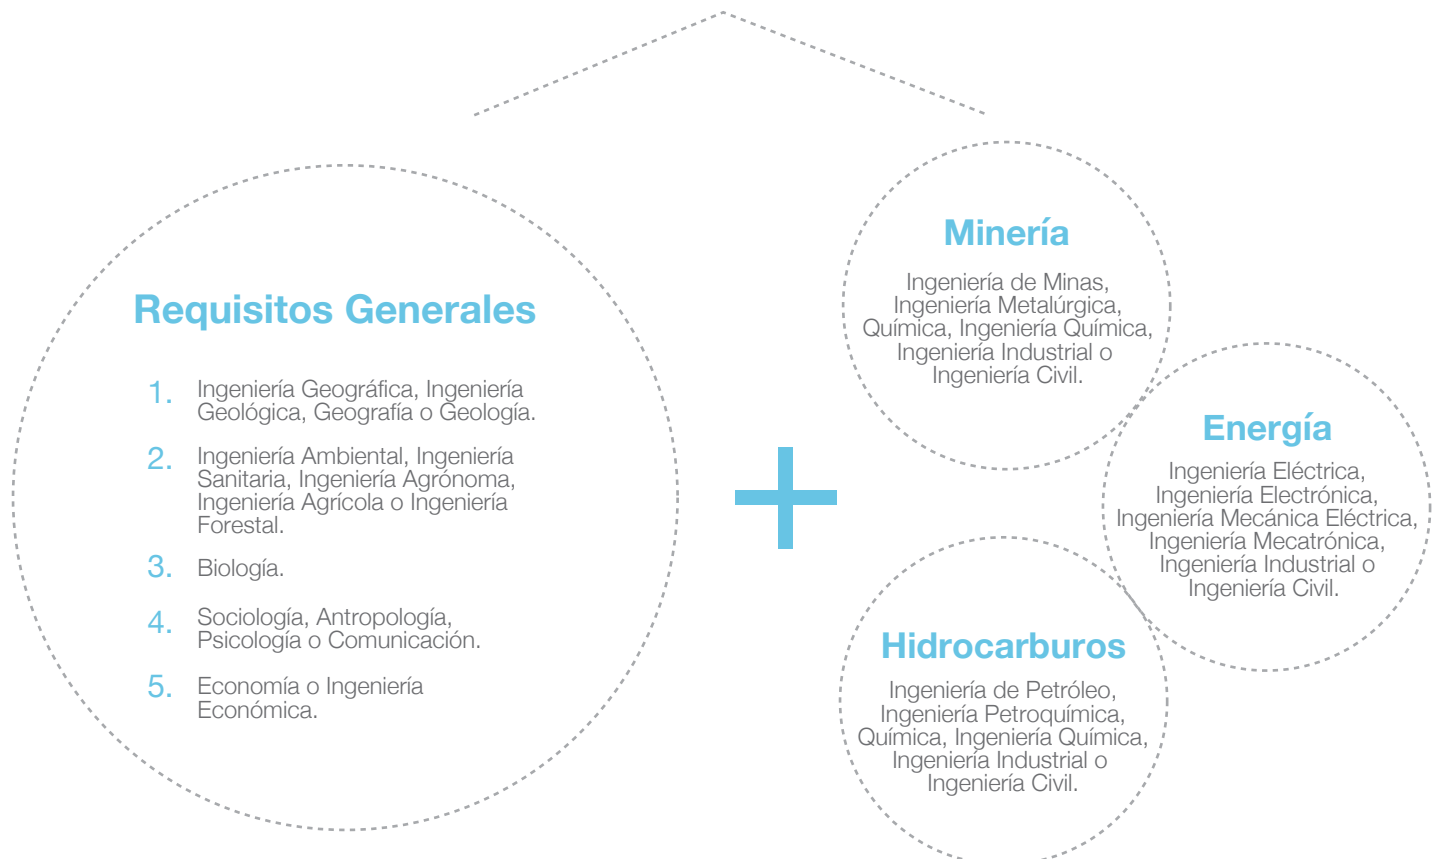 Requisitos Generales
1. Ingeniería Geográfica, Ingeniería
Geológica, Geografía o Geología.
2. Ingeniería Ambiental, Ingeniería
Sanitaria, Ingeniería Agrónoma,
Ingeniería Agrícola o Ingeniería
Forestal.
3. Biología.
4. Sociología, Antropología,
Psicología o Comunicación.
5. Economía o Ingeniería
Económica.
+
Minería
Ingeniería de Minas,
Ingeniería Metalúrgica,
Química, Ingeniería Química,
Ingeniería Industrial o
Ingeniería Civil.
Energía
Ingeniería Eléctrica,
Ingeniería Electrónica,
Ingeniería Mecánica Eléctrica,
Ingeniería Mecatrónica,
Ingeniería Industrial o
Ingeniería Civil.
Hidrocarburos
Ingeniería de Petróleo,
Ingeniería Petroquímica,
Química, Ingeniería Química,
Ingeniería Industrial o
Ingeniería Civil.